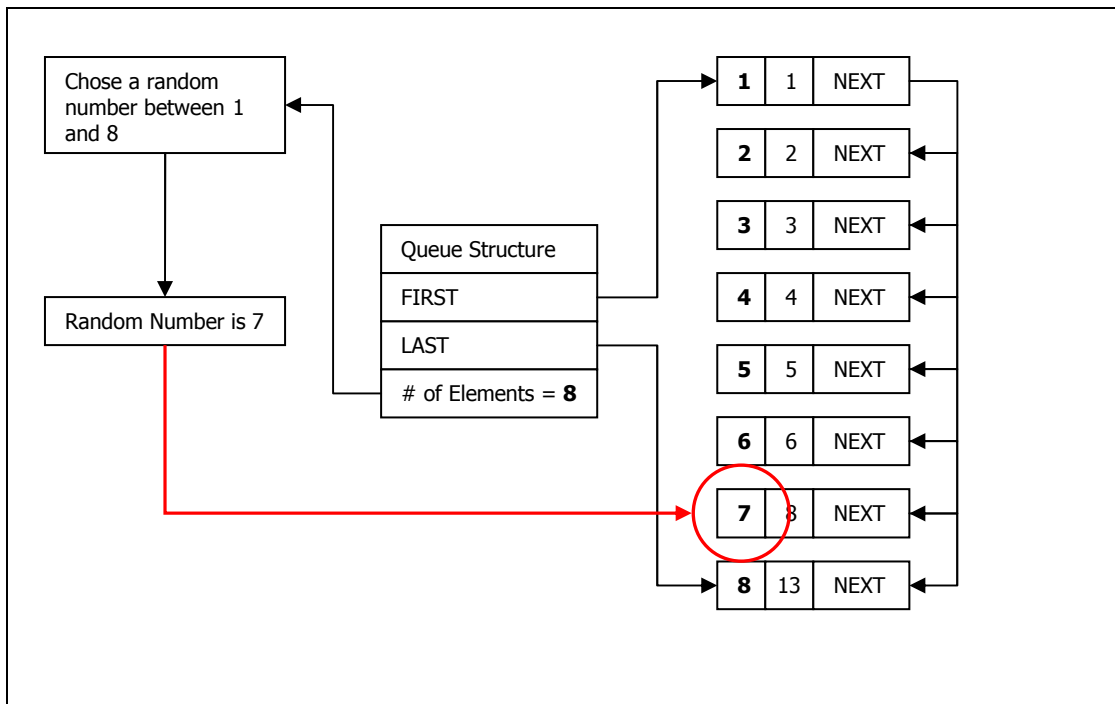 Chose a random
number between 1
and 8
Random Number is 7
Queue Structure
FIRST
LAST
# of Elements = 8
1 1 NEXT
2 2 NEXT
3 3 NEXT
4 4 NEXT
5 5 NEXT
6 6 NEXT
7 8 NEXT
8 13 NEXT